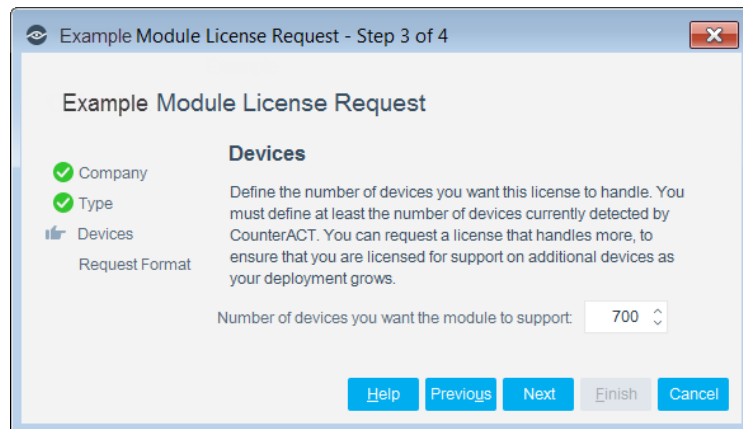 Example Module License Request - Step 3 of 4
Example Module License Request
Company
Type
Devices
Request Format
Devices
Define the number of devices you want this license to handle. You
must define at least the number of devices currently detected by
CounterACT. You can request a license that handles more, to
ensure that you are licensed for support on additional devices as
your deployment grows.
Number of devices you want the module to support: 700
Help Previous Next Finish Cancel